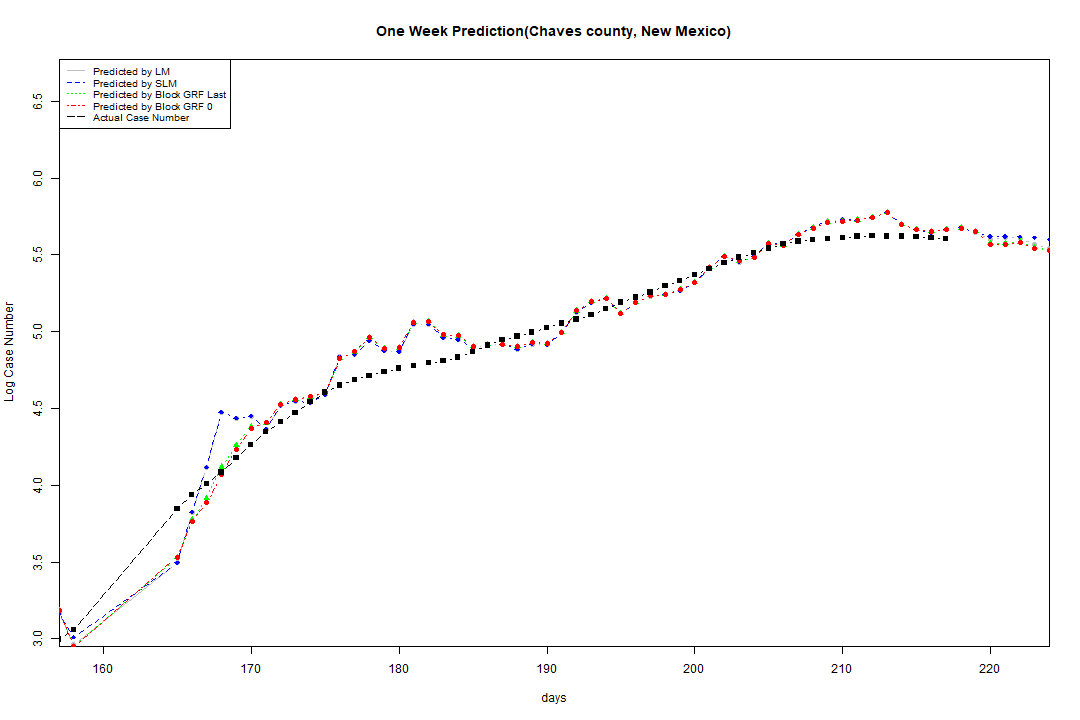 One Week Prediction(Chaves county, New Mexico)
Predicted by LM
Predicted by SLM
Predicted by Block GRF Last
Predicted by Block GRF 0
Actual Case Number
6.5
6.0
5.5
5.0
4.5
4.0
3.5
3.0
Log Case Number
160 170 180 190 200 210 220
days